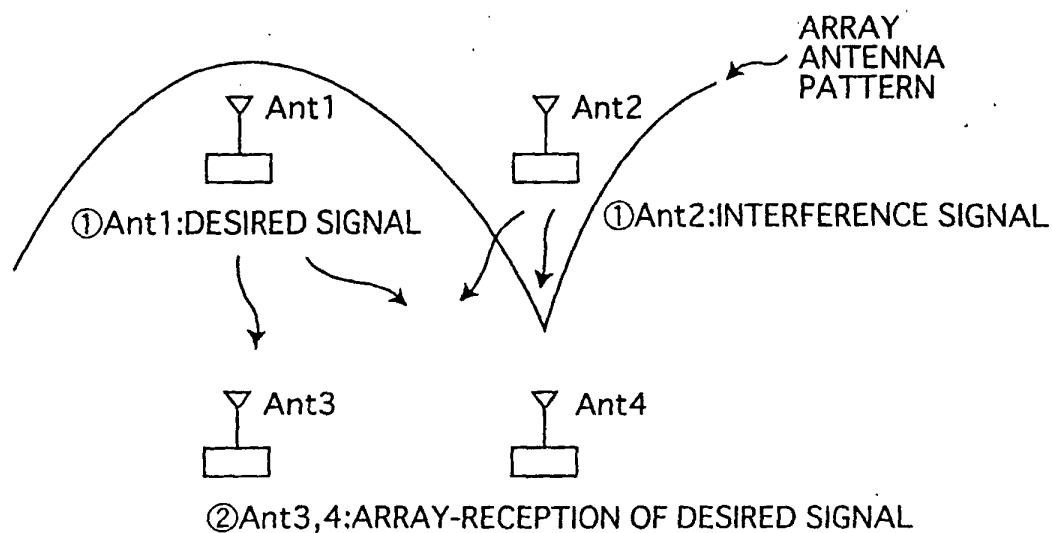 ARRAY
ANTENNA
PATTERN
Ant1
Ant2
①Ant1:DESIRED SIGNAL
①Ant2:INTERFERENCE SIGNAL
Ant3
Ant4
②Ant3,4:ARRAY-RECEPTION OF DESIRED SIGNAL